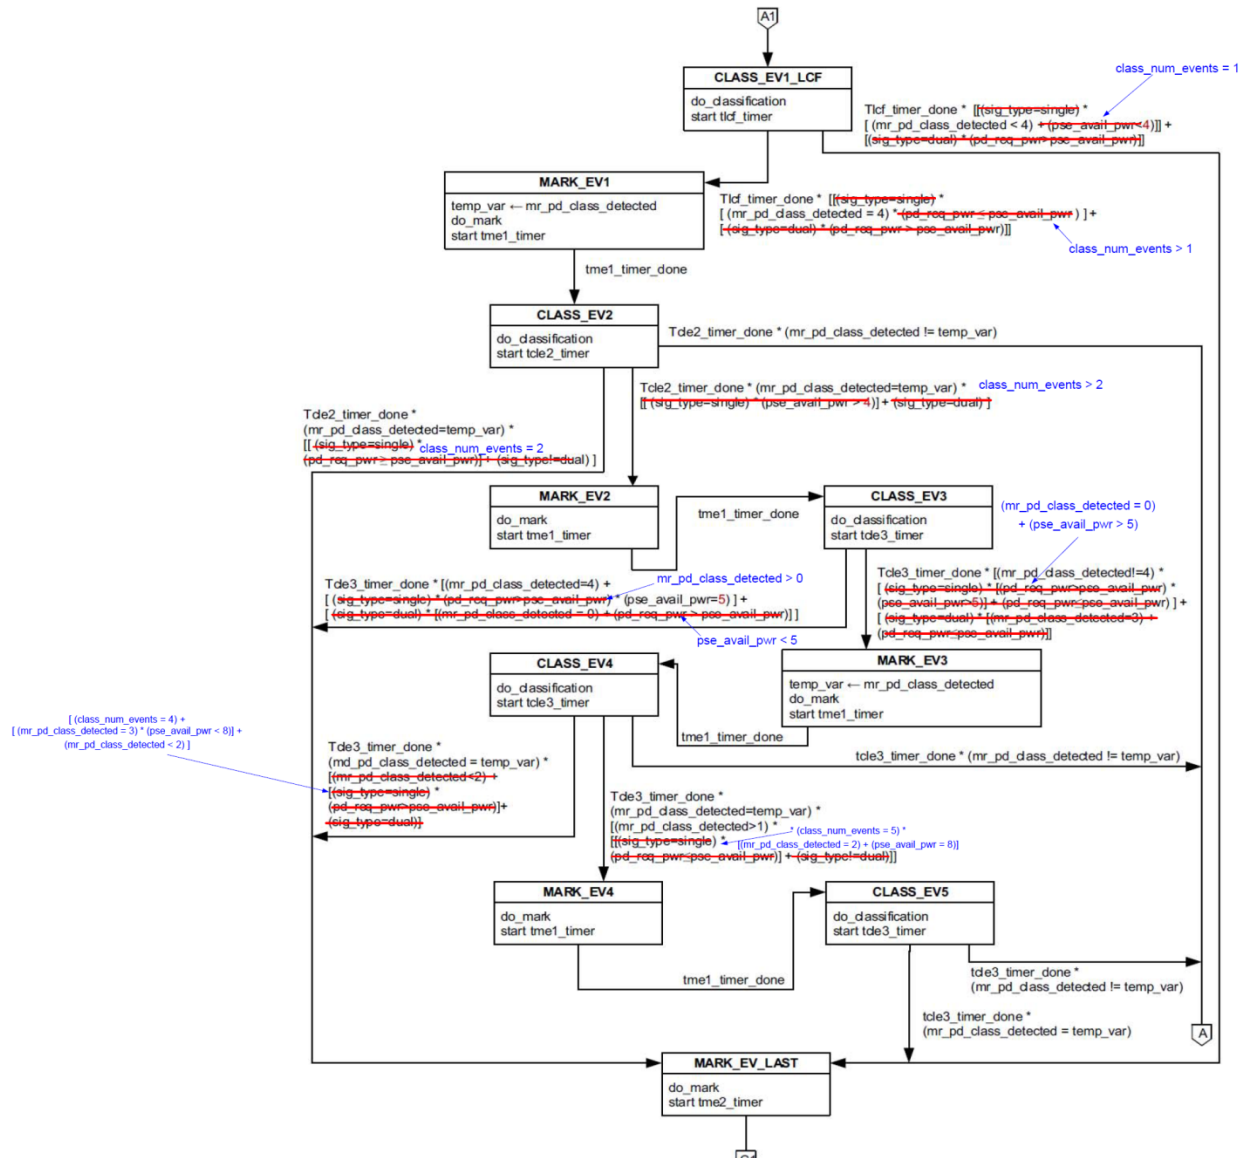 A1
CLASS_EV1_LCF
do_classification
start tlcf_timer
class_num_events = 1
Tlcf_timer_done * [[(sig_type=single) *
[ (mr_pd_class_detected < 4) + (pse_avail_pwr<4)]] +
[(sig_type=dual) * (pd_req_pwr>pse_avail_pwr)]]
MARK_EV1
temp_var ← mr_pd_class_detected
do_mark
start tme1_timer
Tlcf_timer_done * [[(sig_type=single) *
[ (mr_pd_class_detected = 4) * (pd_req_pwr ≤ pse_avail_pwr ) ] +
[ (sig_type=dual) * (pd_req_pwr > pse_avail_pwr)]]
class_num_events > 1
tme1_timer_done
CLASS_EV2
do_classification
start tcle2_timer
Tcle2_timer_done * (mr_pd_class_detected != temp_var)
Tcle2_timer_done * (mr_pd_class_detected=temp_var) *
class_num_events > 2
[[ (sig_type=single) * (pse_avail_pwr > 4)] + (sig_type=dual) ]
Tcle2_timer_done *
(mr_pd_class_detected=temp_var) *
[[ (sig_type=single) *
class_num_events = 2
(pd_req_pwr≥ pse_avail_pwr)] + (sig_type!=dual) ]
MARK_EV2
do_mark
start tme1_timer
tme1_timer_done
CLASS_EV3
do_classification
start tcle3_timer
(mr_pd_class_detected = 0)
+ (pse_avail_pwr > 5)
Tcle3_timer_done * [(mr_pd_class_detected=4) +
[ (sig_type=single) * (pd_req_pwr>pse_avail_pwr) * (pse_avail_pwr=5) ] +
[ (sig_type=dual) * [(mr_pd_class_detected = 0) + (pd_req_pwr > pse_avail_pwr)] ]
mr_pd_class_detected > 0
pse_avail_pwr < 5
Tcle3_timer_done * [(mr_pd_class_detected!=4) *
[ (sig_type=single) * [(pd_req_pwr>pse_avail_pwr) *
(pse_avail_pwr>5)] + (pd_req_pwr≤pse_avail_pwr) ] +
[ (sig_type=dual) * [(mr_pd_class_detected=3) +
(pd_req_pwr≤pse_avail_pwr)]]
CLASS_EV4
do_classification
start tcle3_timer
MARK_EV3
temp_var ← mr_pd_class_detected
do_mark
start tme1_timer
tme1_timer_done
tcle3_timer_done * (mr_pd_class_detected != temp_var)
[ (class_num_events = 4) +
[ (mr_pd_class_detected = 3) * (pse_avail_pwr < 8)] +
(mr_pd_class_detected < 2) ]
Tcle3_timer_done *
(md_pd_class_detected = temp_var) *
[(mr_pd_class_detected<2) +
[(sig_type=single) *
(pd_req_pwr>pse_avail_pwr)]+
(sig_type=dual)]
Tcle3_timer_done *
(mr_pd_class_detected=temp_var) *
[(mr_pd_class_detected>1) *
[[(sig_type=single) *
(pd_req_pwr≤pse_avail_pwr)] + (sig_type!=dual)]]
* (class_num_events = 5) *
[(mr_pd_class_detected = 2) + (pse_avail_pwr = 8)]
MARK_EV4
do_mark
start tme1_timer
tme1_timer_done
CLASS_EV5
do_classification
start tcle3_timer
tcle3_timer_done *
(mr_pd_class_detected != temp_var)
tcle3_timer_done *
(mr_pd_class_detected = temp_var)
A
MARK_EV_LAST
do_mark
start tme2_timer